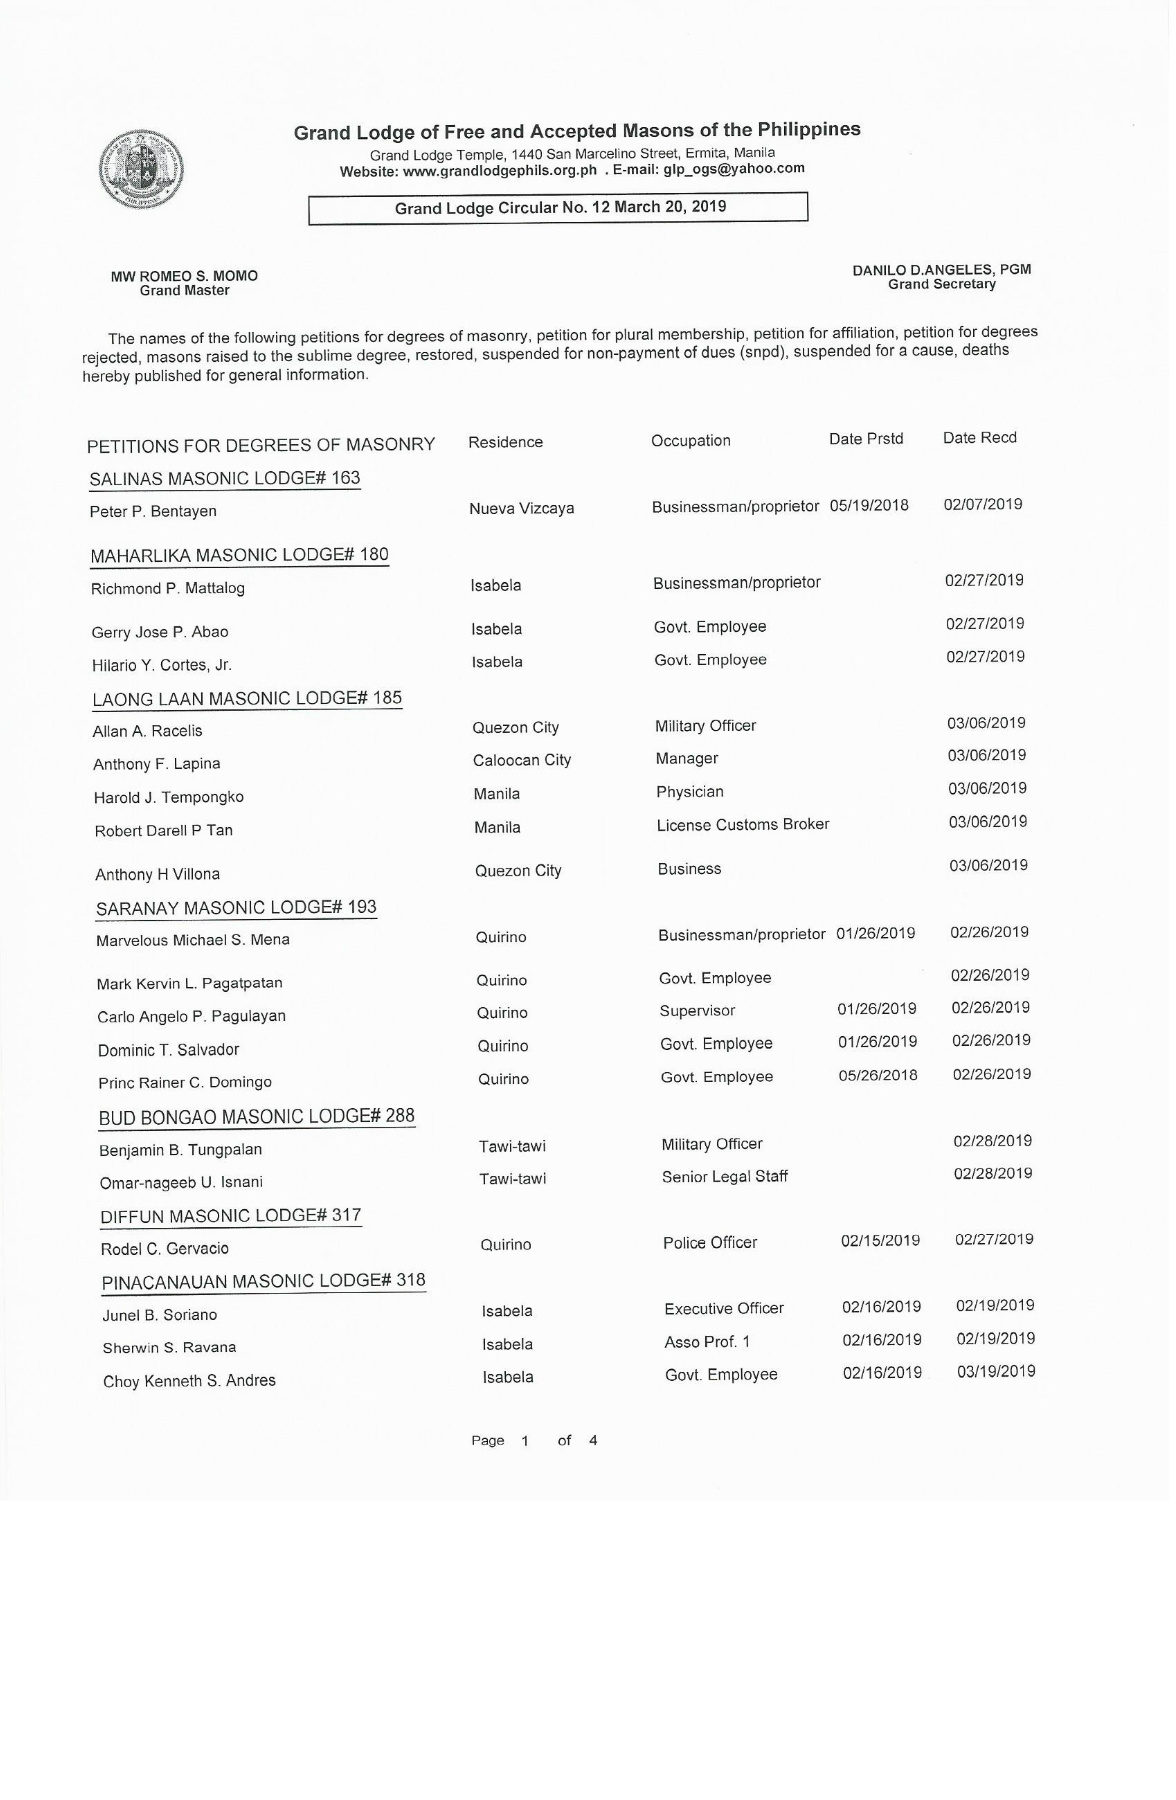 Grand Lodge of Free and Accepted Masons of the Philippines
Grand Lodge Temple, 1440 San Marcelino Street, Ermita, Manila
Website: www.grandlodgephils.org.ph . E-mail: glp_ogs@yahoo.com
Grand Lodge Circular No. 12 March 20, 2019
MW ROMEO S. MOMO
Grand Master
DANILO D.ANGELES, PGM
Grand Secretary
The names of the following petitions for degrees of masonry, petition for plural membership, petition for affiliation, petition for degrees
rejected, masons raised to the sublime degree, restored, suspended for non-payment of dues (snpd), suspended for a cause, deaths
hereby published for general information.
PETITIONS FOR DEGREES OF MASONRY Residence Occupation Date Prstd Date Recd
SALINAS MASONIC LODGE# 163
Peter P. Bentayen Nueva Vizcaya Businessman/proprietor 05/19/2018 02/07/2019
MAHARLIKA MASONIC LODGE# 180
Richmond P. Mattalog Isabela Businessman/proprietor 02/27/2019
Gerry Jose P. Abao Isabela Govt. Employee 02/27/2019
Hilario Y. Cortes, Jr. Isabela Govt. Employee 02/27/2019
LAONG LAAN MASONIC LODGE# 185
Allan A. Racelis Quezon City Military Officer 03/06/2019
Anthony F. Lapina Caloocan City Manager 03/06/2019
Harold J. Tempongko Manila Physician 03/06/2019
Robert Darell P Tan Manila License Customs Broker 03/06/2019
Anthony H Villona Quezon City Business 03/06/2019
SARANAY MASONIC LODGE# 193
Marvelous Michael S. Mena Quirino Businessman/proprietor 01/26/2019 02/26/2019
Mark Kervin L. Pagatpatan Quirino Govt. Employee 02/26/2019
Carlo Angelo P. Pagulayan Quirino Supervisor 01/26/2019 02/26/2019
Dominic T. Salvador Quirino Govt. Employee 01/26/2019 02/26/2019
Princ Rainer C. Domingo Quirino Govt. Employee 05/26/2018 02/26/2019
BUD BONGAO MASONIC LODGE# 288
Benjamin B. Tungpalan Tawi-tawi Military Officer 02/28/2019
Omar-nageeb U. Isnani Tawi-tawi Senior Legal Staff 02/28/2019
DIFFUN MASONIC LODGE# 317
Rodel C. Gervacio Quirino Police Officer 02/15/2019 02/27/2019
PINACANAUAN MASONIC LODGE# 318
Junel B. Soriano Isabela Executive Officer 02/16/2019 02/19/2019
Sherwin S. Ravana Isabela Asso Prof. 1 02/16/2019 02/19/2019
Choy Kenneth S. Andres Isabela Govt. Employee 02/16/2019 03/19/2019
Page 1 of 4